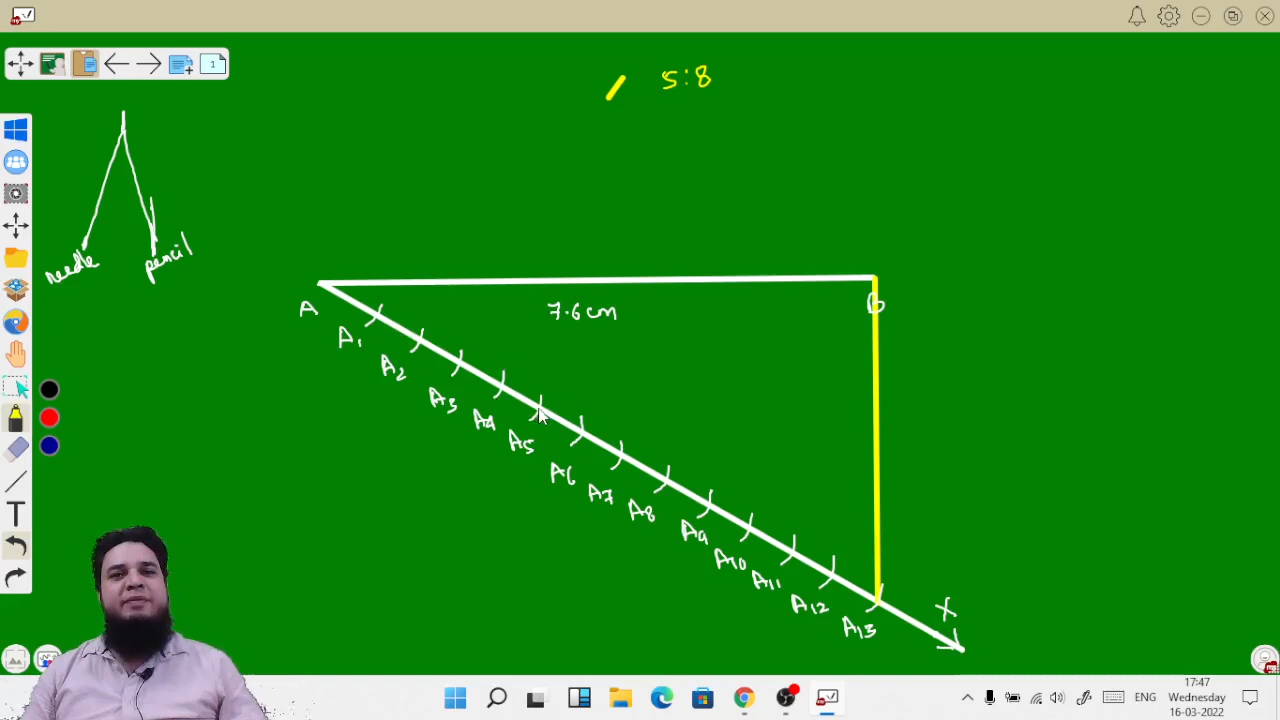 1
5:8
needle
pencil
A
7.6 cm
B
A1
A2
A3
A4
A5
A6
A7
A8
A9
A10
A11
A12
A13
X
T
ENG
17:47
Wednesday
16-03-2022